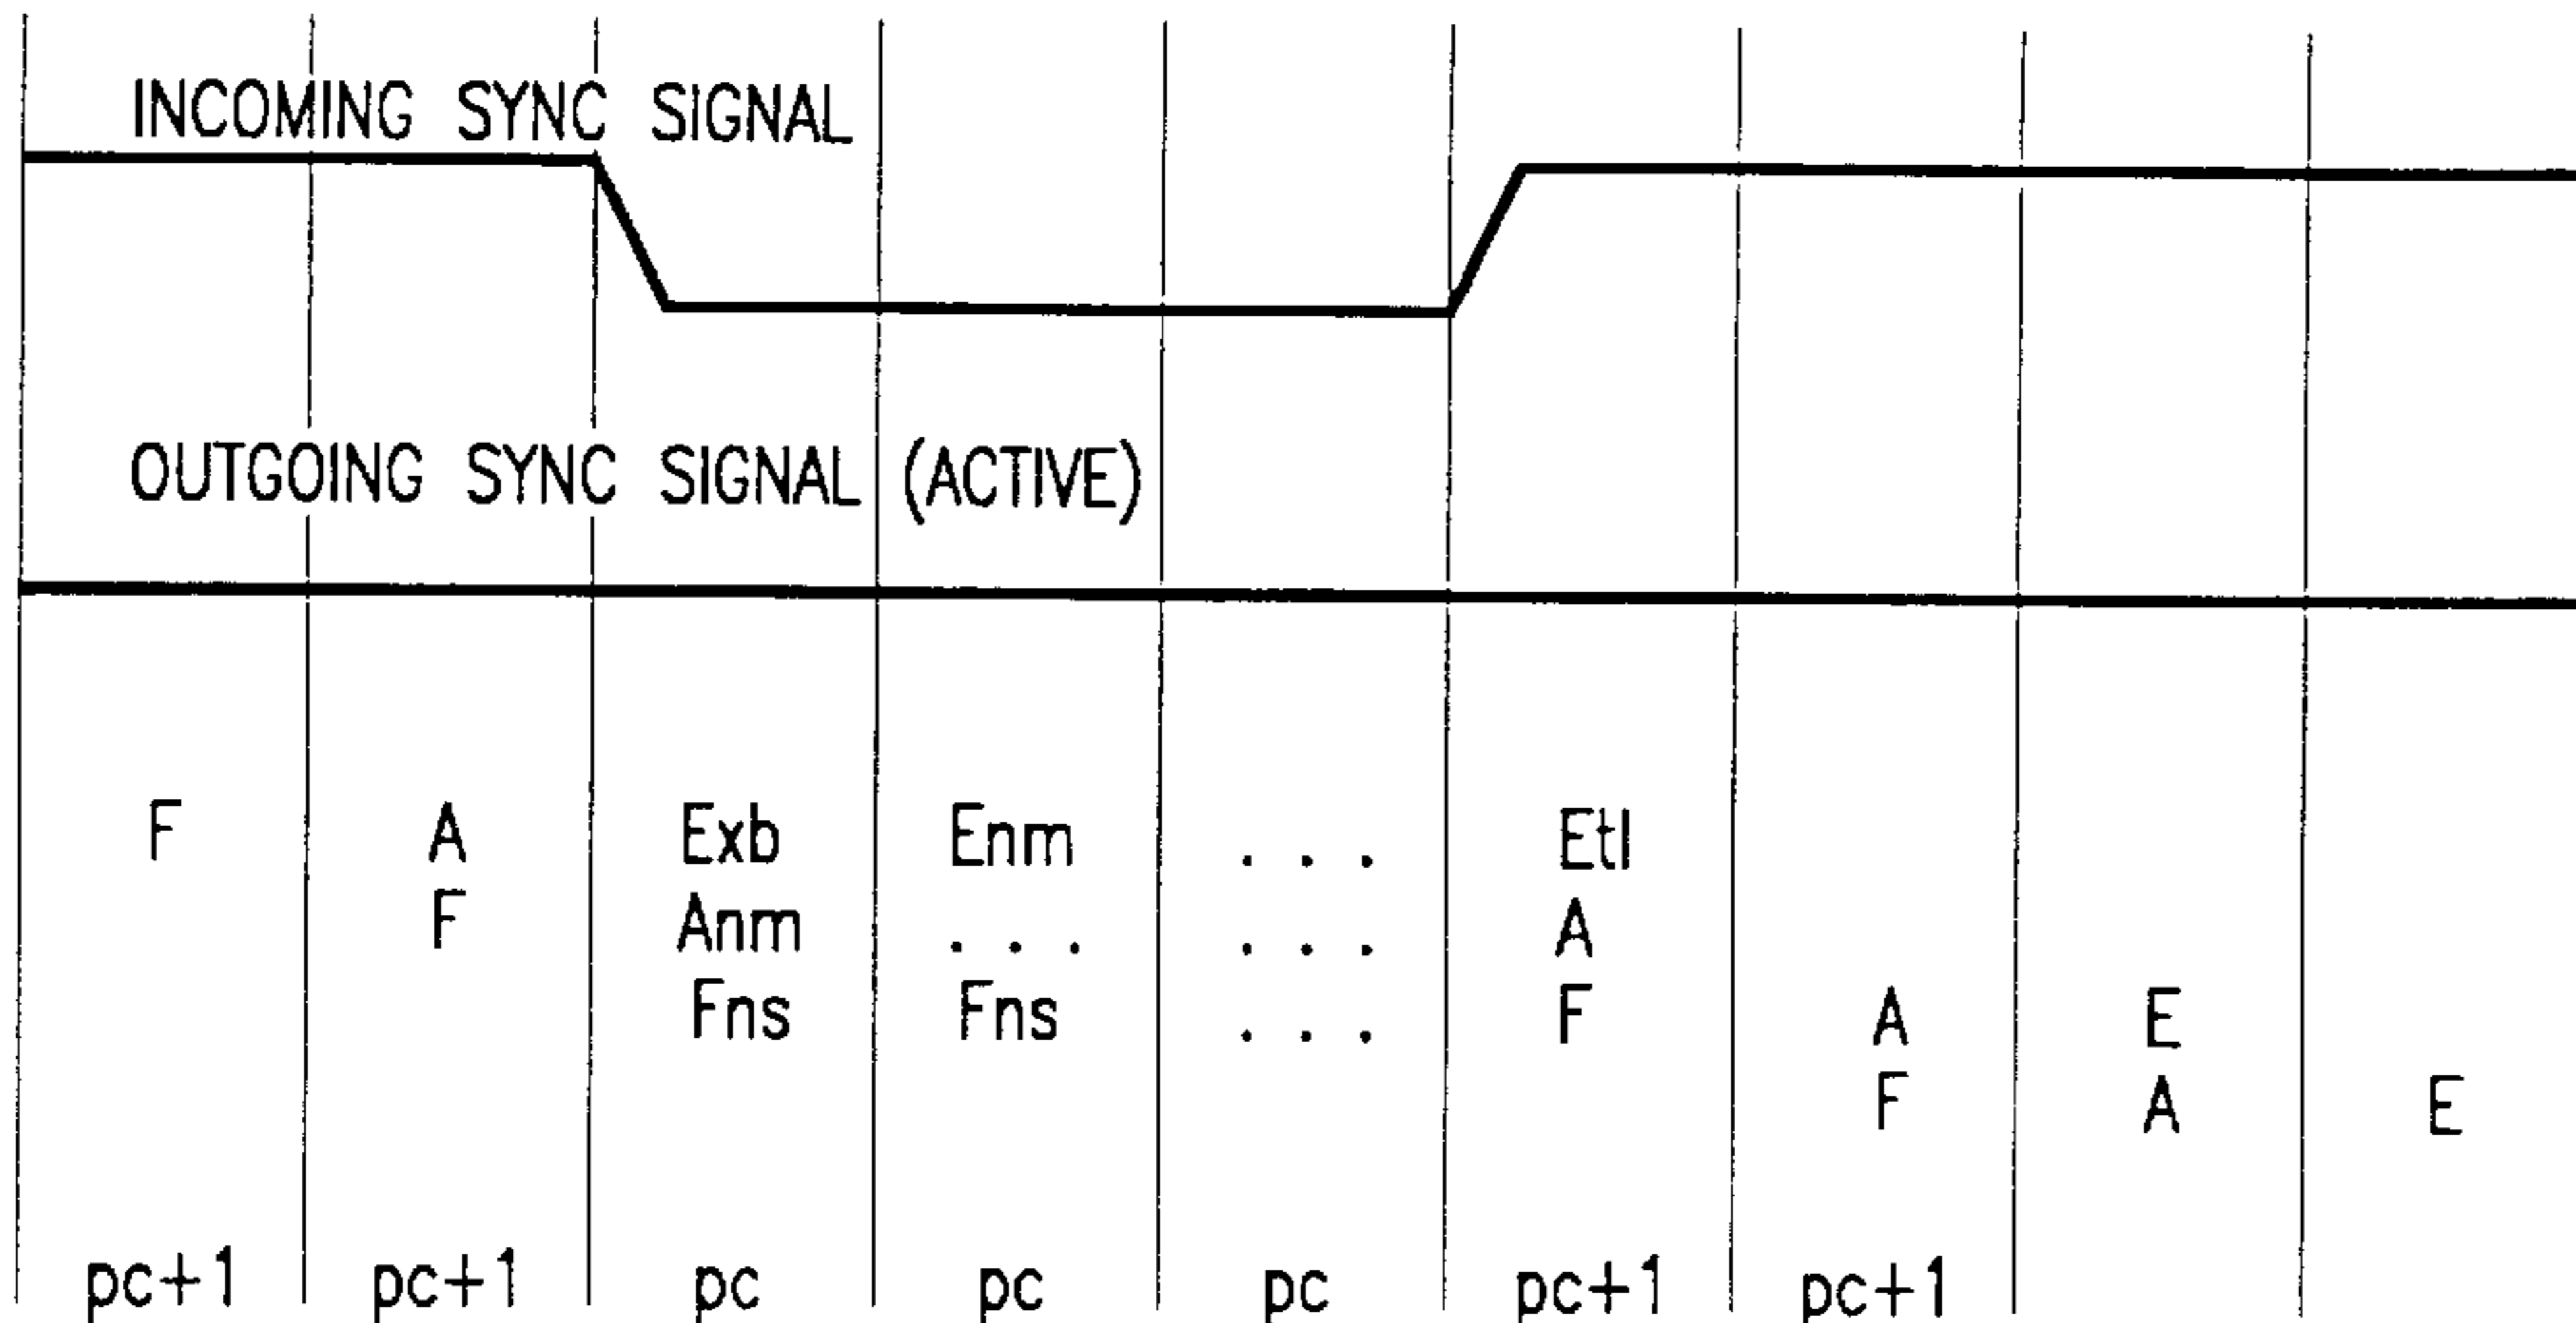 INCOMING SYNC SIGNAL
OUTGOING SYNC SIGNAL (ACTIVE)
F A Exb Enm . . . Etl
F Anm . . . . . . A
Fns Fns . . . F A E
F A E
pc+1 pc+1 pc pc pc pc+1 pc+1